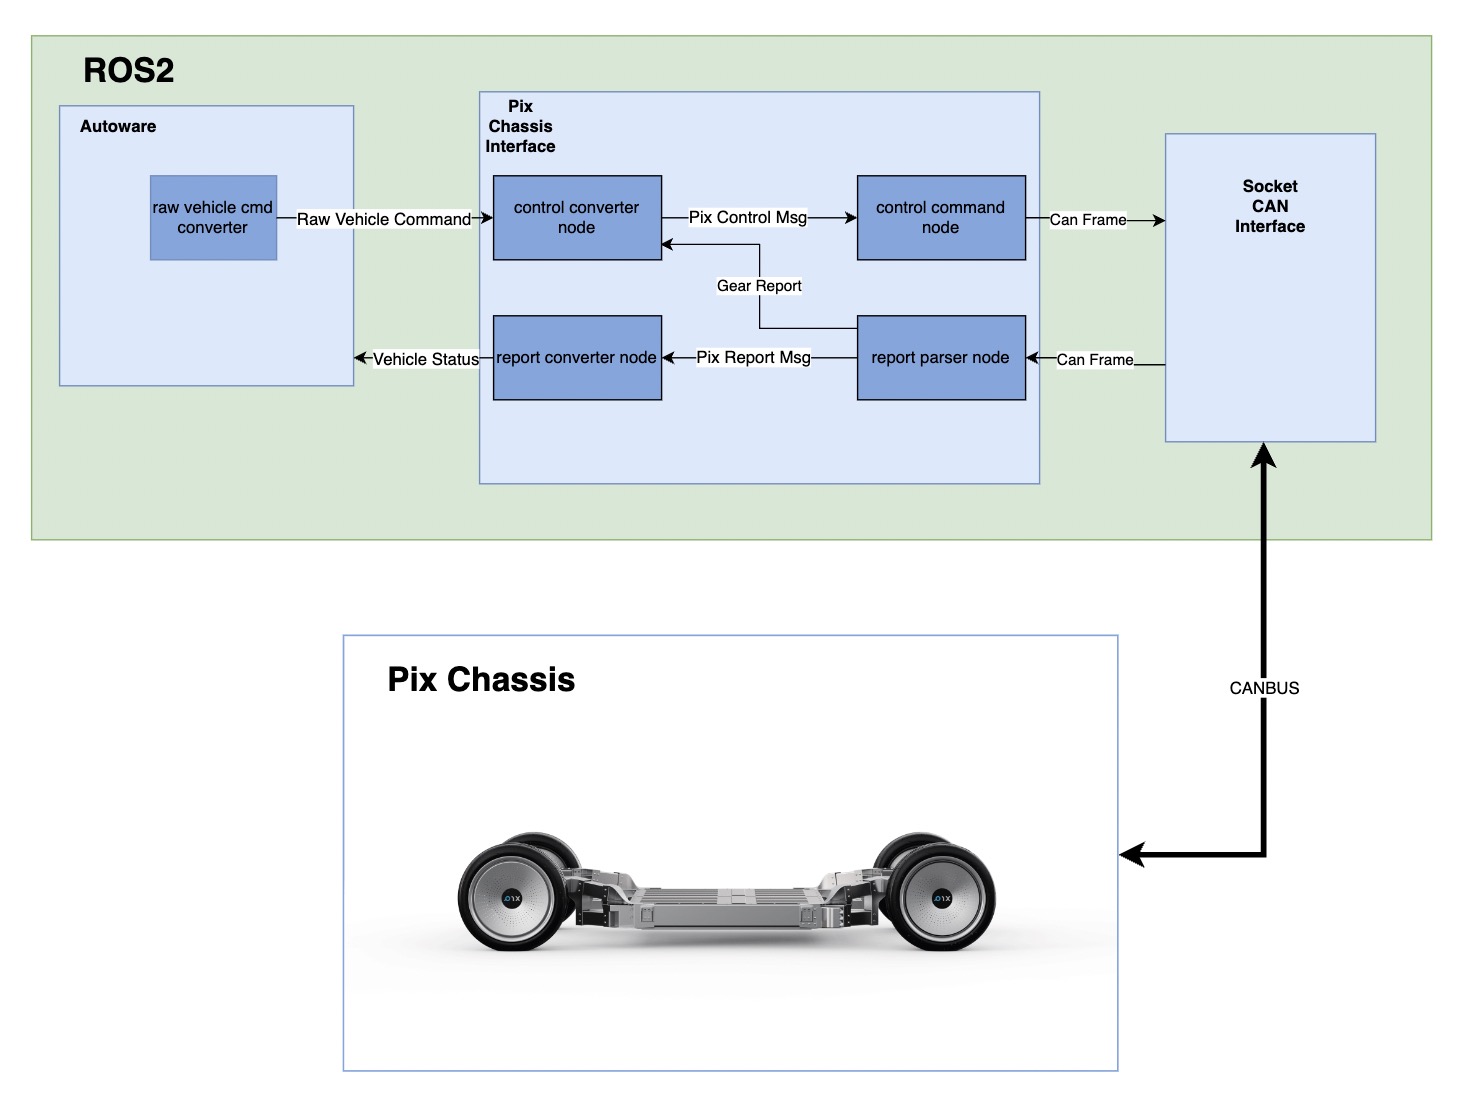 ROS2
Autoware
raw vehicle cmd
converter
Raw Vehicle Command
Pix
Chassis
Interface
control converter
node
Pix Control Msg
control command
node
Can Frame
Socket
CAN
Interface
Gear Report
Vehicle Status
report converter node
Pix Report Msg
report parser node
Can Frame
CANBUS
Pix Chassis
PIX
PIX